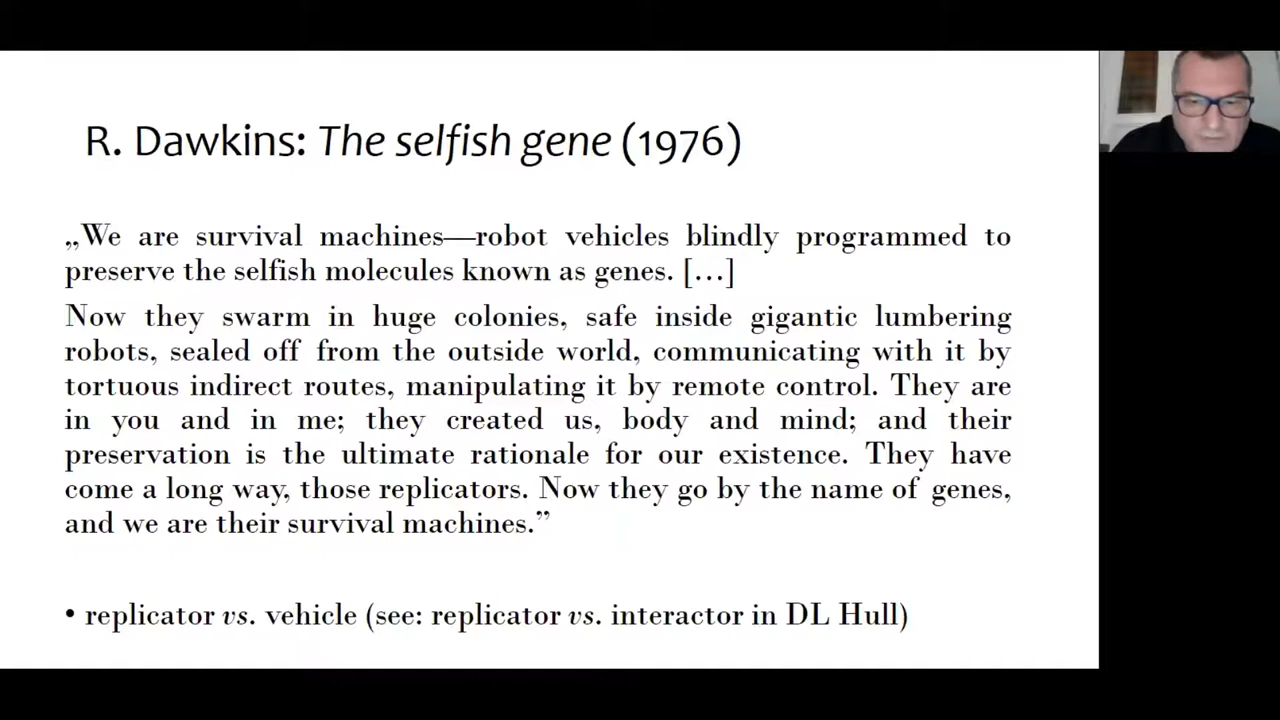 R. Dawkins: The selfish gene (1976)
„We are survival machines—robot vehicles blindly programmed to
preserve the selfish molecules known as genes. […]
Now they swarm in huge colonies, safe inside gigantic lumbering
robots, sealed off from the outside world, communicating with it by
tortuous indirect routes, manipulating it by remote control. They are
in you and in me; they created us, body and mind; and their
preservation is the ultimate rationale for our existence. They have
come a long way, those replicators. Now they go by the name of genes,
and we are their survival machines.”
• replicator vs. vehicle (see: replicator vs. interactor in DL Hull)